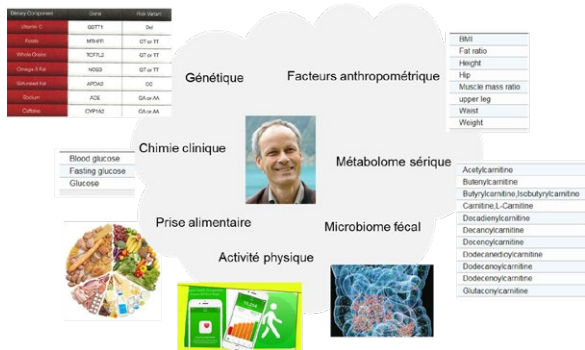 Dietary Component Gene Risk Variant
Vitamin C GSTT1 Del
Folate MTHFR CT or TT
Whole Grains TCF7L2 GT or TT
Omega-3 Fat NOS3 GT or TT
Saturated Fat APOA2 CC
Sodium ACE GA or AA
Caffeine CYP1A2
Génétique
Facteurs anthropométrique
BMI
Fat ratio
Height
Hip
Muscle mass ratio
upper leg
Waist
Weight
Chimie clinique
Blood glucose
Fasting glucose
Glucose
Métabolome sérique
Acetylcarnitine
Butenylcarnitine
Butyrylcarnitine,Isobutyrylcarnitine
Carnitine,L-Carnitine
Decadienylcarnitine
Decanoylcarnitine
Decenoylcarnitine
Dodecanedioylcarnitine
Dodecanoylcarnitine
Dodecenoylcarnitine
Glutaconylcarnitine
Prise alimentaire
Microbiome fécal
Activité physique